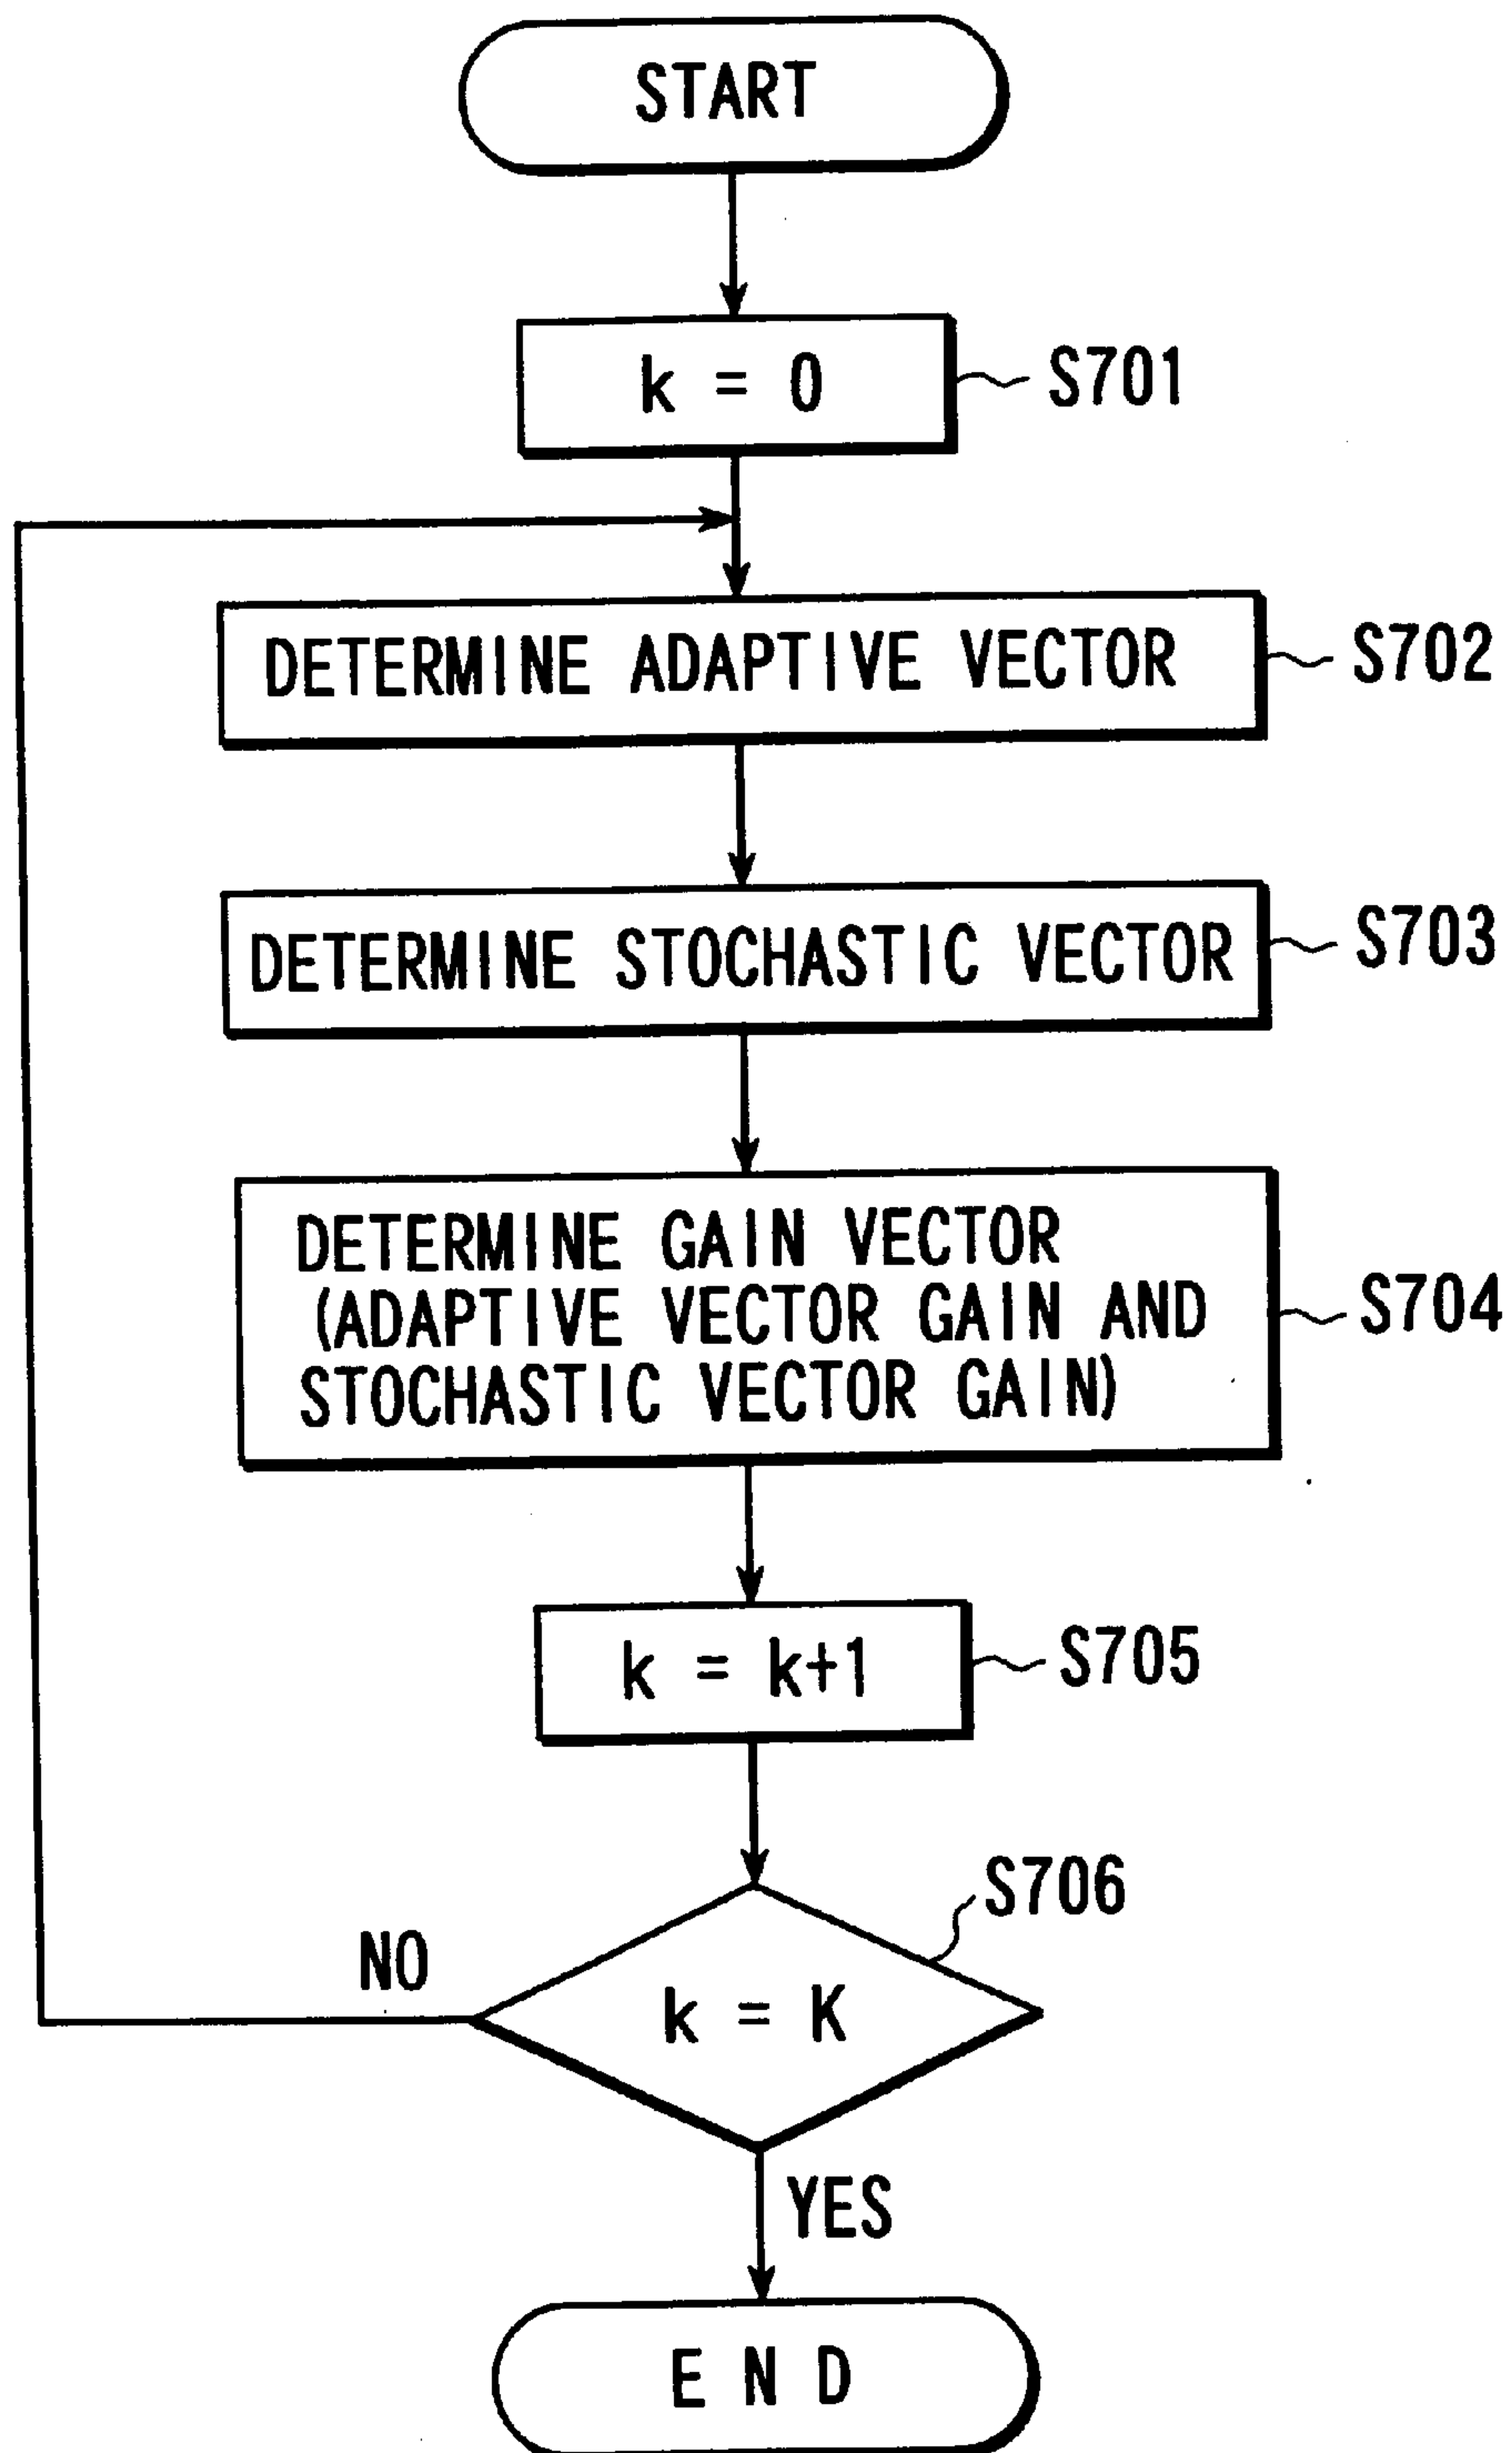 START
k = 0
S701
DETERMINE ADAPTIVE VECTOR
S702
DETERMINE STOCHASTIC VECTOR
S703
DETERMINE GAIN VECTOR
(ADAPTIVE VECTOR GAIN AND
STOCHASTIC VECTOR GAIN)
S704
k = k+1
S705
S706
NO
k = K
YES
END